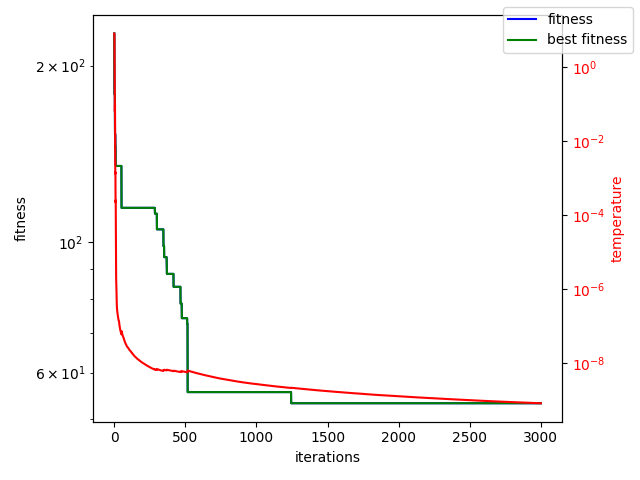 fitness
best fitness
2 × 10²
10²
6 × 10¹
fitness
10⁰
10⁻²
10⁻⁴
10⁻⁶
10⁻⁸
temperature
0 500 1000 1500 2000 2500 3000
iterations